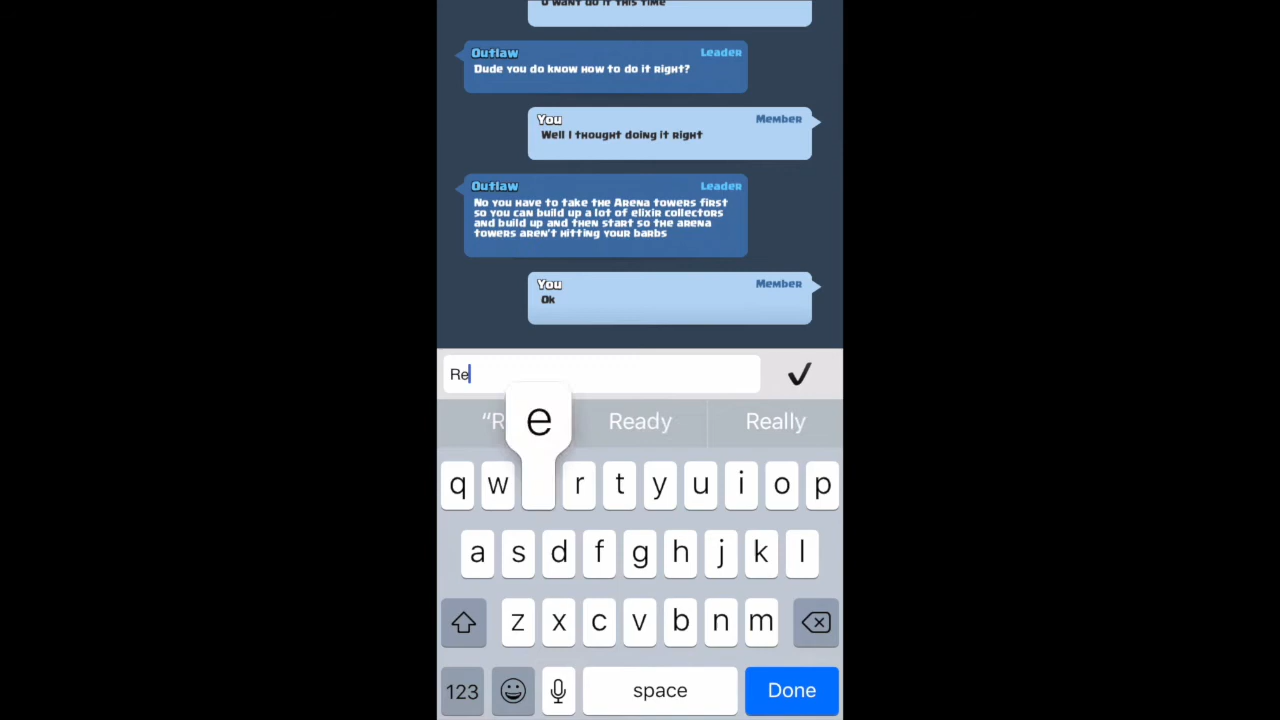 U want do it this time
Outlaw Leader
Dude you do know how to do it right?
You Member
Well I thought doing it right
Outlaw Leader
No you have to take the Arena towers first
so you can build up a lot of elixir collectors
and build up and then start so the arena
towers aren't hitting your barbs
You Member
Ok
Re
e
Ready Really
q w r t y u i o p
a s d f g h j k l
z x c v b n m
123 space Done